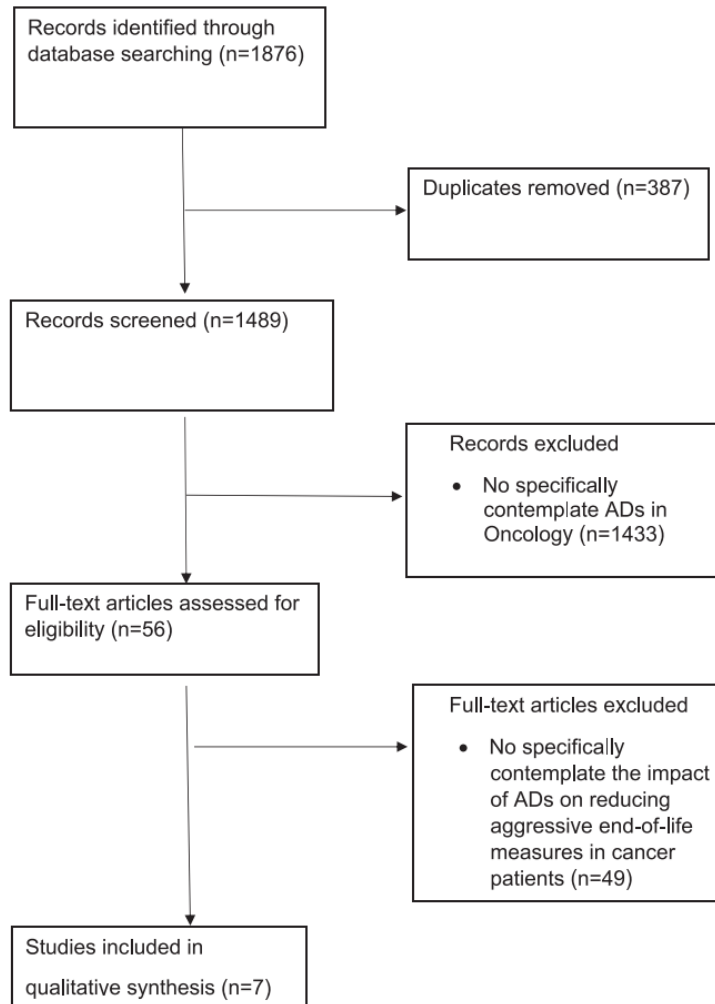 Records identified through
database searching (n=1876)
Duplicates removed (n=387)
Records screened (n=1489)
Records excluded
• No specifically
contemplate ADs in
Oncology (n=1433)
Full-text articles assessed for
eligibility (n=56)
Full-text articles excluded
• No specifically
contemplate the impact
of ADs on reducing
aggressive end-of-life
measures in cancer
patients (n=49)
Studies included in
qualitative synthesis (n=7)